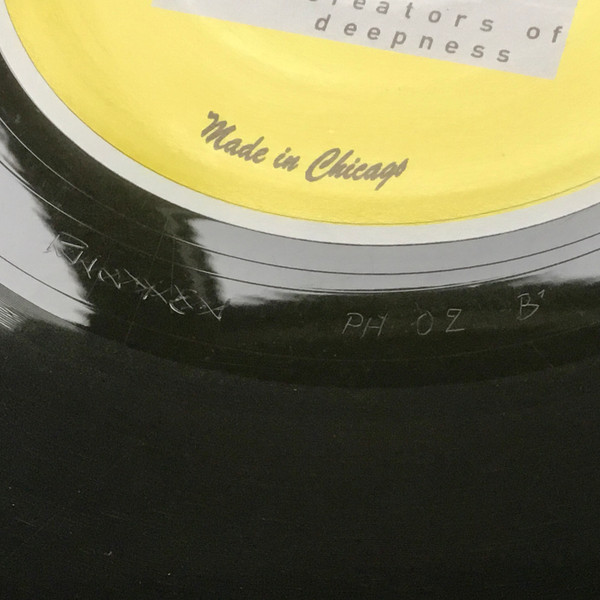 creators of
deepness
Made in Chicago
PH 02 B'